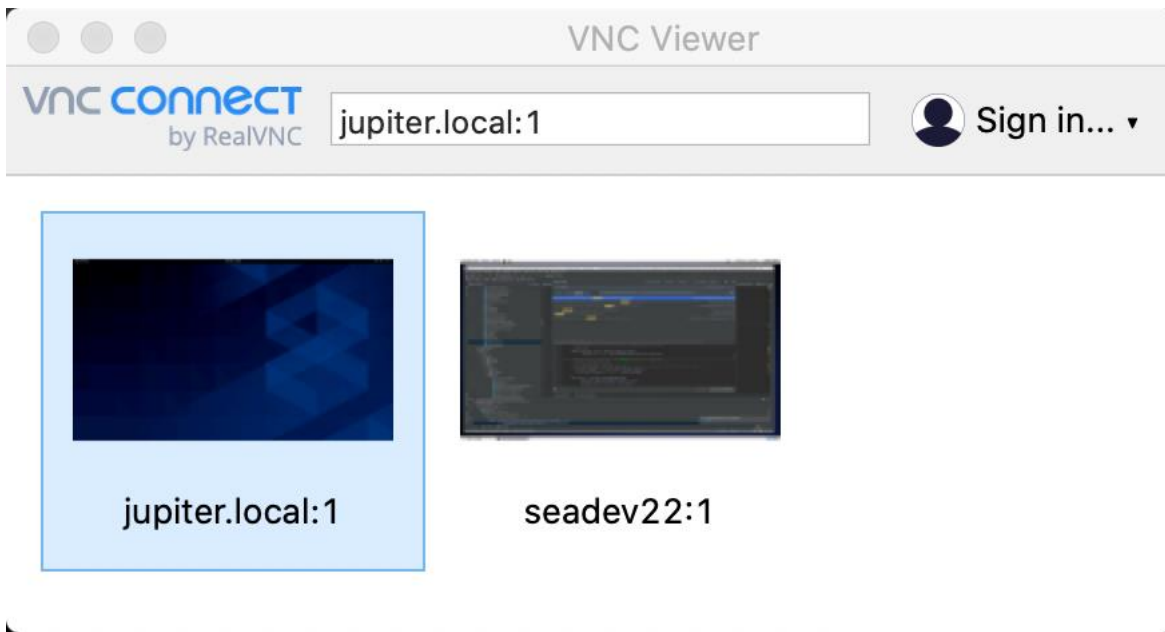 VNC Viewer
vnc connect
by RealVNC
jupiter.local:1
Sign in...
jupiter.local:1
seadev22:1